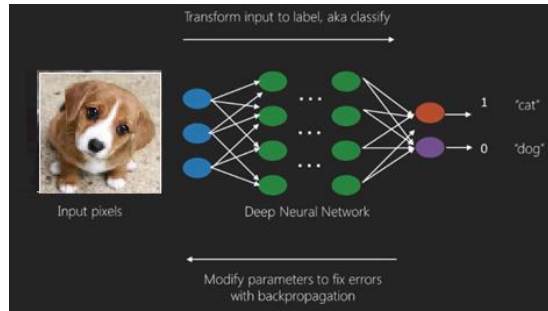 Transform input to label, aka classify
1 "cat"
0 "dog"
Input pixels
Deep Neural Network
Modify parameters to fix errors
with backpropagation